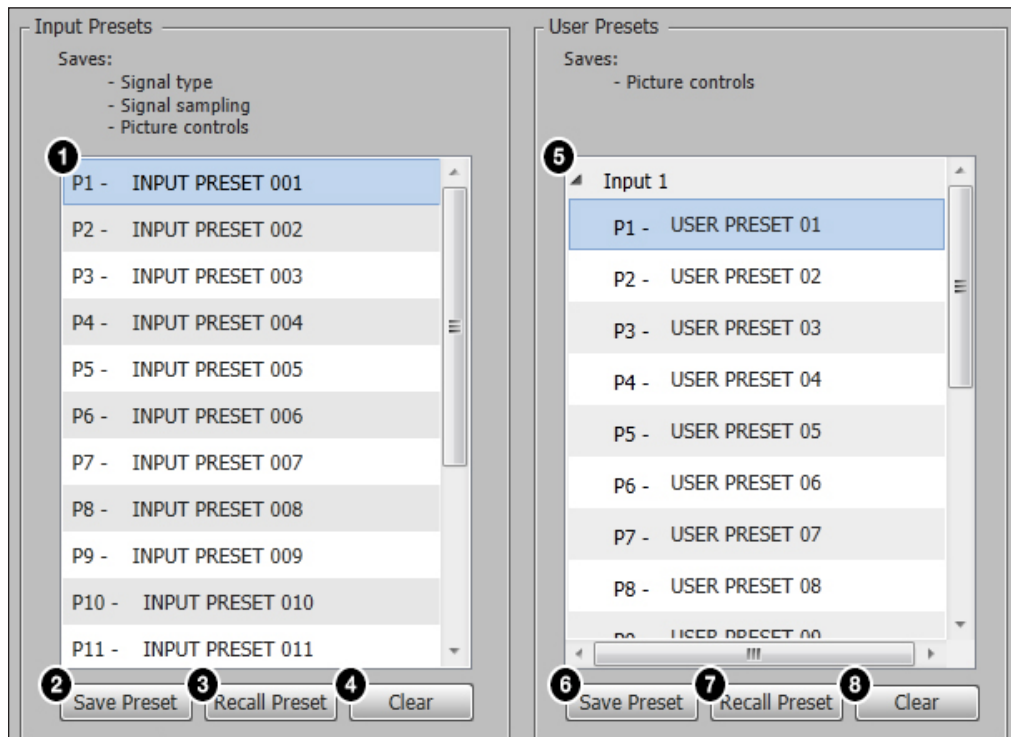 Input Presets
Saves:
- Signal type
- Signal sampling
- Picture controls
1
P1 - INPUT PRESET 001
P2 - INPUT PRESET 002
P3 - INPUT PRESET 003
P4 - INPUT PRESET 004
P5 - INPUT PRESET 005
P6 - INPUT PRESET 006
P7 - INPUT PRESET 007
P8 - INPUT PRESET 008
P9 - INPUT PRESET 009
P10 - INPUT PRESET 010
P11 - INPUT PRESET 011
2 Save Preset
3 Recall Preset
4 Clear
User Presets
Saves:
- Picture controls
5
Input 1
P1 - USER PRESET 01
P2 - USER PRESET 02
P3 - USER PRESET 03
P4 - USER PRESET 04
P5 - USER PRESET 05
P6 - USER PRESET 06
P7 - USER PRESET 07
P8 - USER PRESET 08
P9 - USER PRESET 09
6 Save Preset
7 Recall Preset
8 Clear